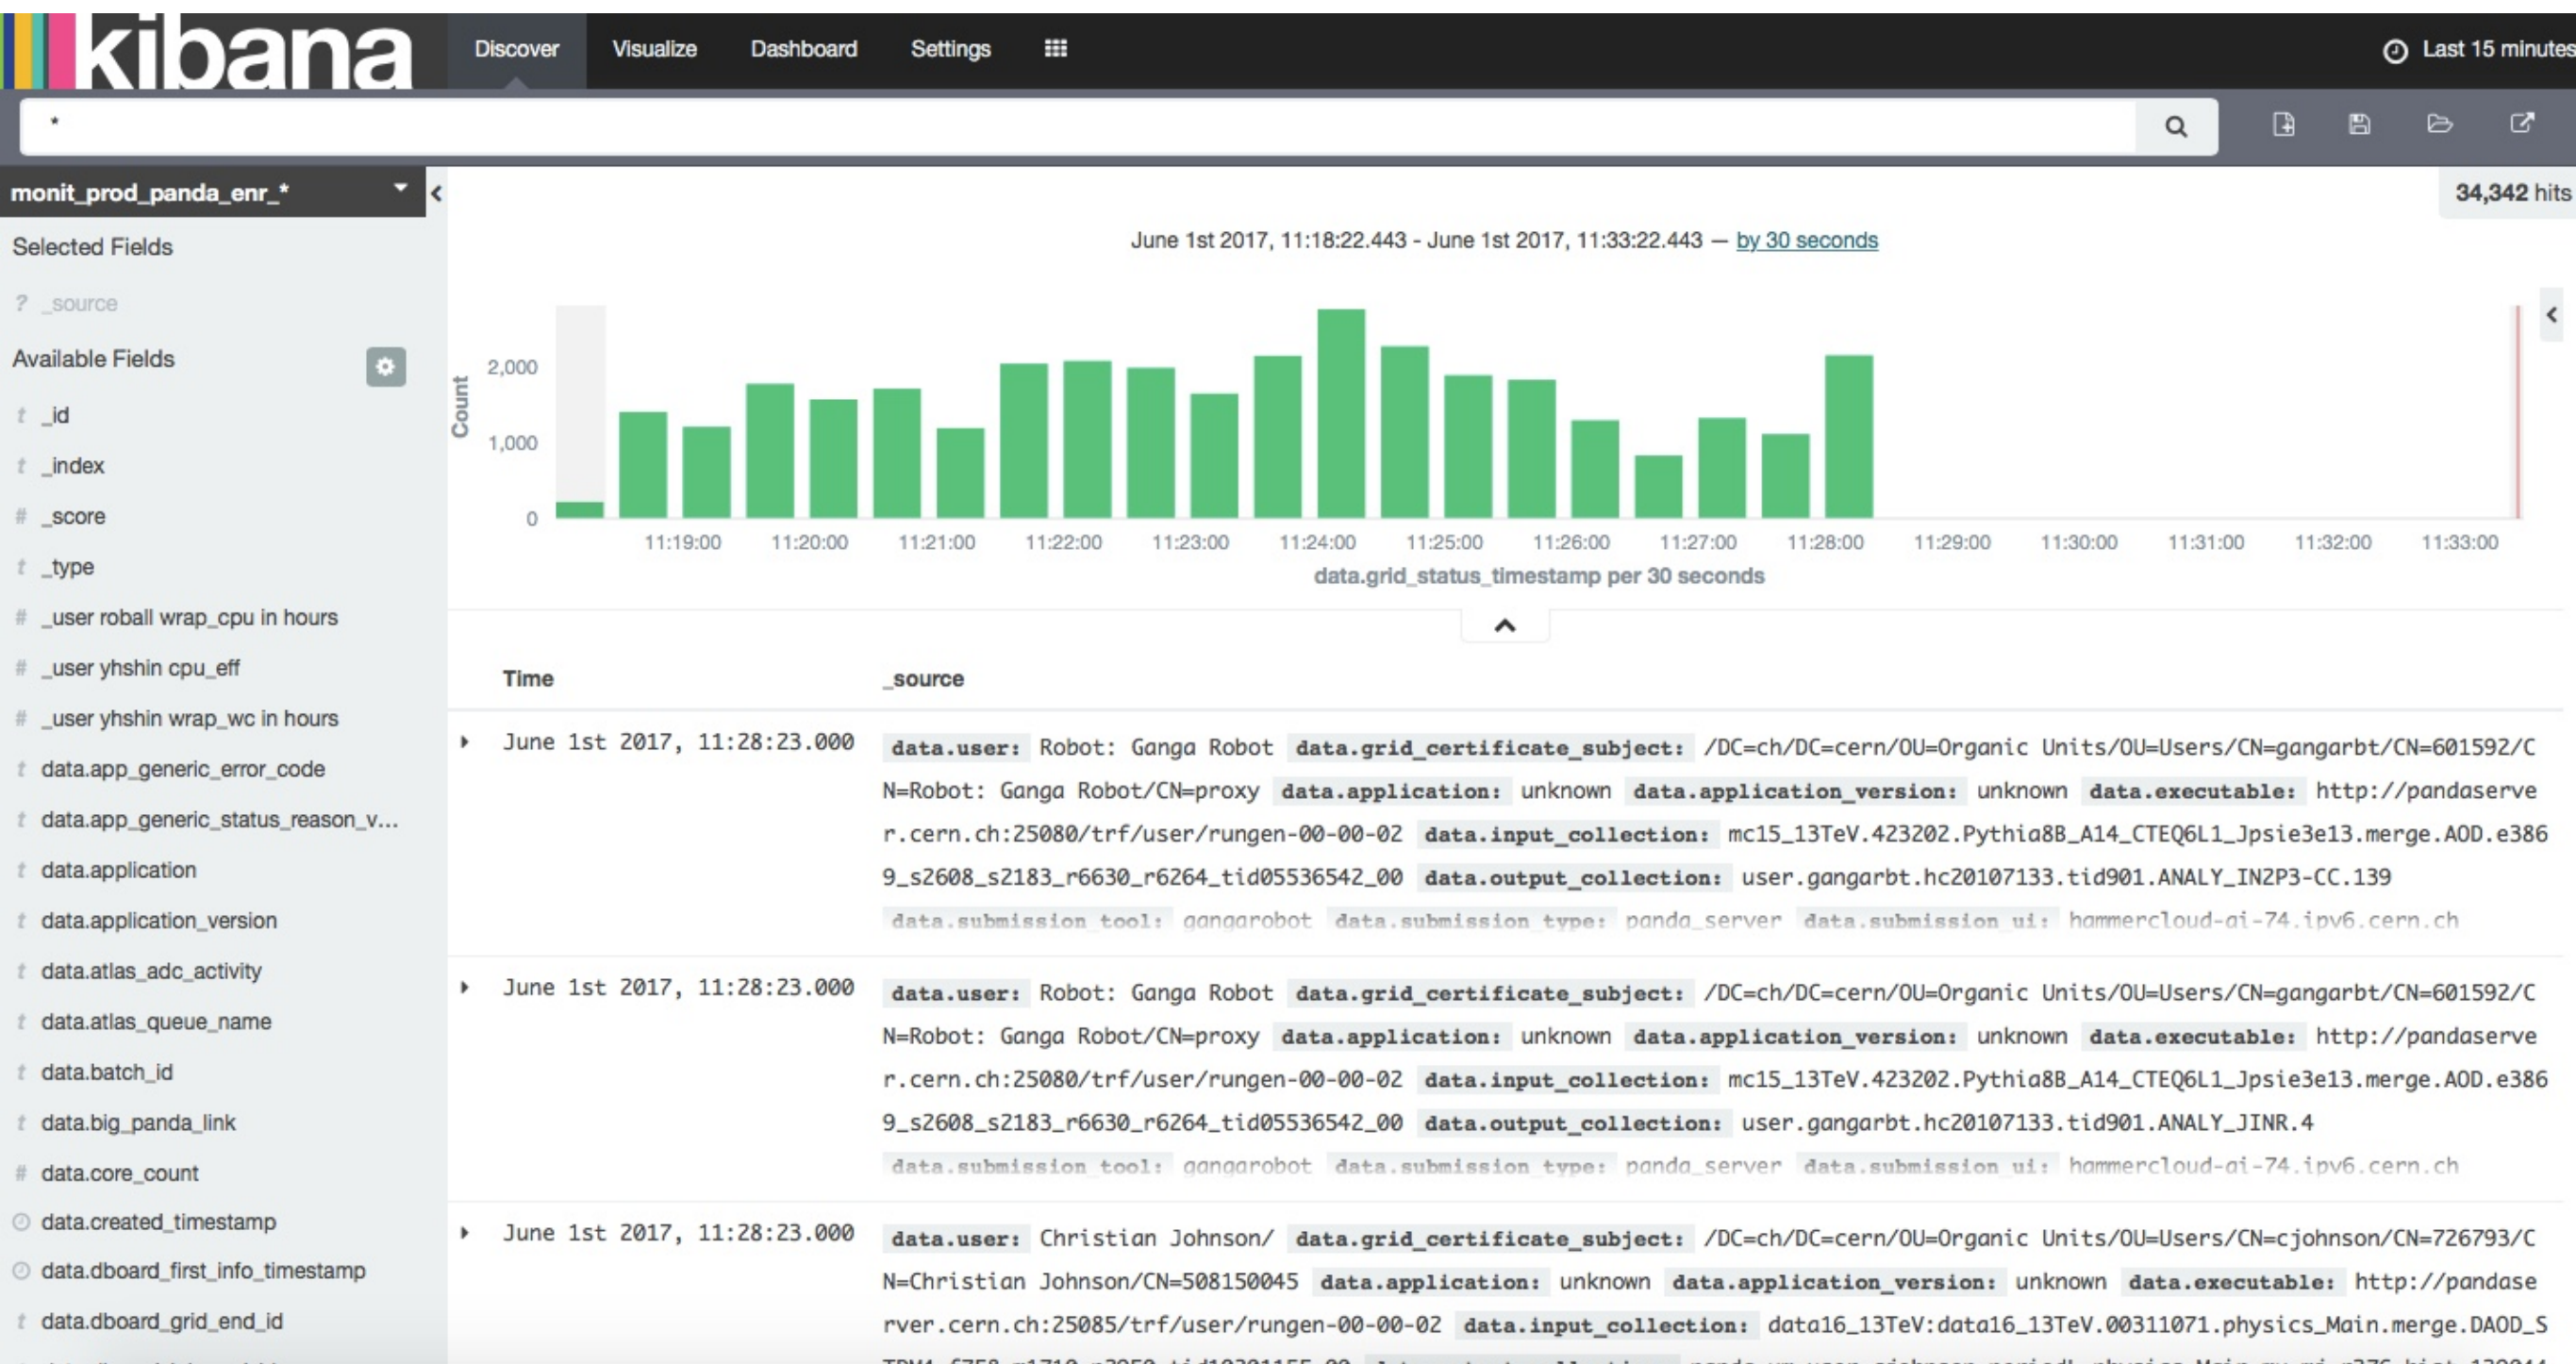 kibana Discover Visualize Dashboard Settings Last 15 minutes
*
monit_prod_panda_enr_*
34,342 hits
Selected Fields
? _source
Available Fields
t _id
t _index
# _score
t _type
# _user roball wrap_cpu in hours
# _user yhshin cpu_eff
# _user yhshin wrap_wc in hours
t data.app_generic_error_code
t data.app_generic_status_reason_v...
t data.application
t data.application_version
t data.atlas_adc_activity
t data.atlas_queue_name
t data.batch_id
t data.big_panda_link
# data.core_count
data.created_timestamp
data.dboard_first_info_timestamp
t data.dboard_grid_end_id
June 1st 2017, 11:18:22.443 - June 1st 2017, 11:33:22.443 — by 30 seconds
Count
2,000
1,000
0
11:19:00 11:20:00 11:21:00 11:22:00 11:23:00 11:24:00 11:25:00 11:26:00 11:27:00 11:28:00 11:29:00 11:30:00 11:31:00 11:32:00 11:33:00
data.grid_status_timestamp per 30 seconds
Time _source
June 1st 2017, 11:28:23.000 data.user: Robot: Ganga Robot data.grid_certificate_subject: /DC=ch/DC=cern/OU=Organic Units/OU=Users/CN=gangarbt/CN=601592/C
N=Robot: Ganga Robot/CN=proxy data.application: unknown data.application_version: unknown data.executable: http://pandaserve
r.cern.ch:25080/trf/user/rungen-00-00-02 data.input_collection: mc15_13TeV.423202.Pythia8B_A14_CTEQ6L1_Jpsie3e13.merge.AOD.e386
9_s2608_s2183_r6630_r6264_tid05536542_00 data.output_collection: user.gangarbt.hc20107133.tid901.ANALY_IN2P3-CC.139
data.submission_tool: gangarobot data.submission_type: panda_server data.submission_ui: hammercloud-ai-74.ipv6.cern.ch
June 1st 2017, 11:28:23.000 data.user: Robot: Ganga Robot data.grid_certificate_subject: /DC=ch/DC=cern/OU=Organic Units/OU=Users/CN=gangarbt/CN=601592/C
N=Robot: Ganga Robot/CN=proxy data.application: unknown data.application_version: unknown data.executable: http://pandaserve
r.cern.ch:25080/trf/user/rungen-00-00-02 data.input_collection: mc15_13TeV.423202.Pythia8B_A14_CTEQ6L1_Jpsie3e13.merge.AOD.e386
9_s2608_s2183_r6630_r6264_tid05536542_00 data.output_collection: user.gangarbt.hc20107133.tid901.ANALY_JINR.4
data.submission_tool: gangarobot data.submission_type: panda_server data.submission_ui: hammercloud-ai-74.ipv6.cern.ch
June 1st 2017, 11:28:23.000 data.user: Christian Johnson/ data.grid_certificate_subject: /DC=ch/DC=cern/OU=Organic Units/OU=Users/CN=cjohnson/CN=726793/C
N=Christian Johnson/CN=508150045 data.application: unknown data.application_version: unknown data.executable: http://pandase
rver.cern.ch:25085/trf/user/rungen-00-00-02 data.input_collection: data16_13TeV:data16_13TeV.00311071.physics_Main.merge.DAOD_S